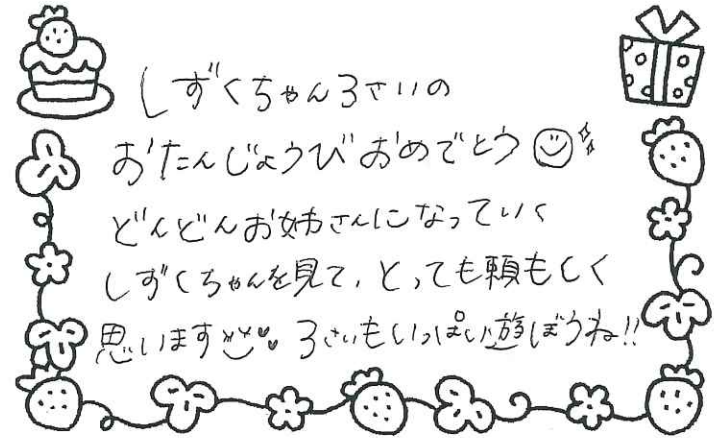 しずくちゃん3さいの
おたんじょうびおめでとう
どんどんお姉さんになっていく
しずくちゃんを見て、とっても頼もしく
思います 3さいもいっぱい遊ぼうね!!